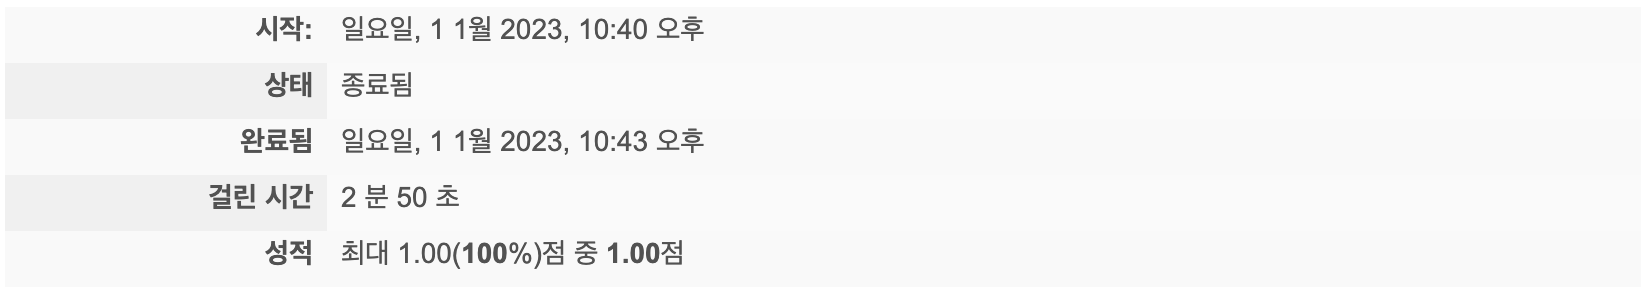 시작: 일요일, 1 1월 2023, 10:40 오후
상태 종료됨
완료됨 일요일, 1 1월 2023, 10:43 오후
걸린 시간 2 분 50 초
성적 최대 1.00(100%)점 중 1.00점